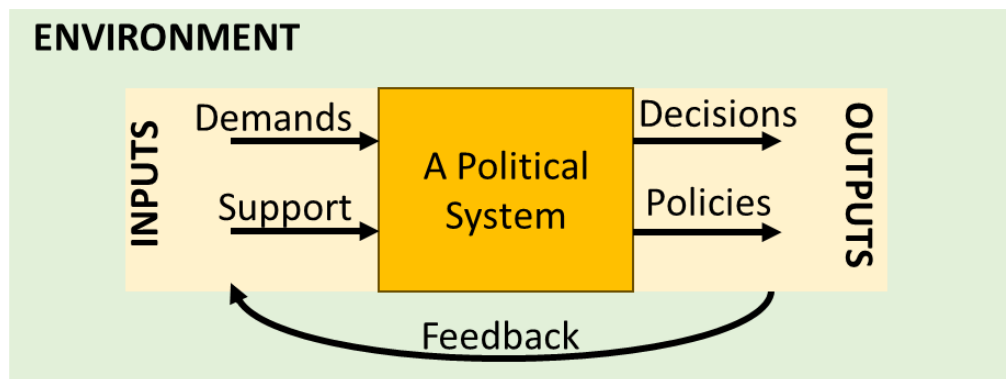 ENVIRONMENT
INPUTS
Demands
Support
A Political
System
Decisions
Policies
OUTPUTS
Feedback